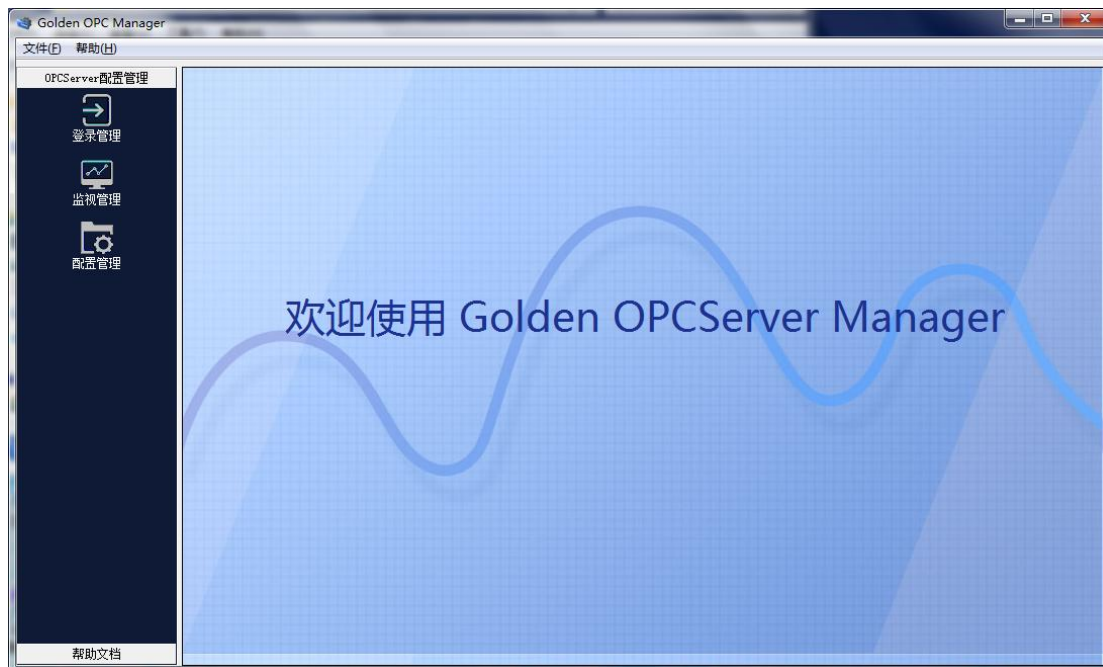 Golden OPC Manager
文件(F) 帮助(H)
OPCServer配置管理
登录管理
监视管理
配置管理
欢迎使用 Golden OPCServer Manager
帮助文档